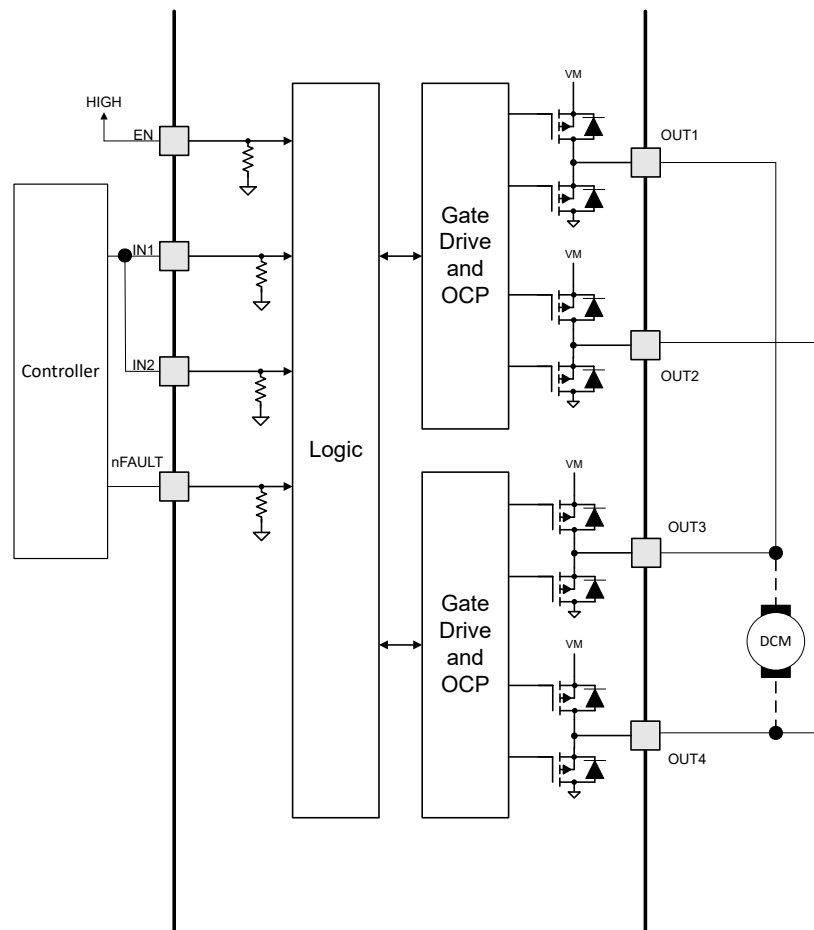 HIGH
EN
IN1
IN2
nFAULT
Controller
Logic
Gate
Drive
and
OCP
VM
OUT1
VM
OUT2
Gate
Drive
and
OCP
VM
OUT3
VM
OUT4
DCM